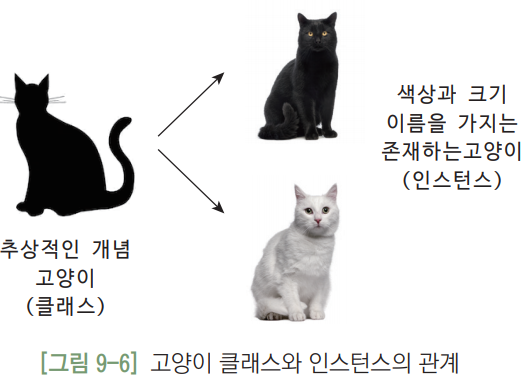 추상적인 개념
고양이
(클래스)
색상과 크기
이름을 가지는
존재하는고양이
(인스턴스)
[그림 9-6] 고양이 클래스와 인스턴스의 관계